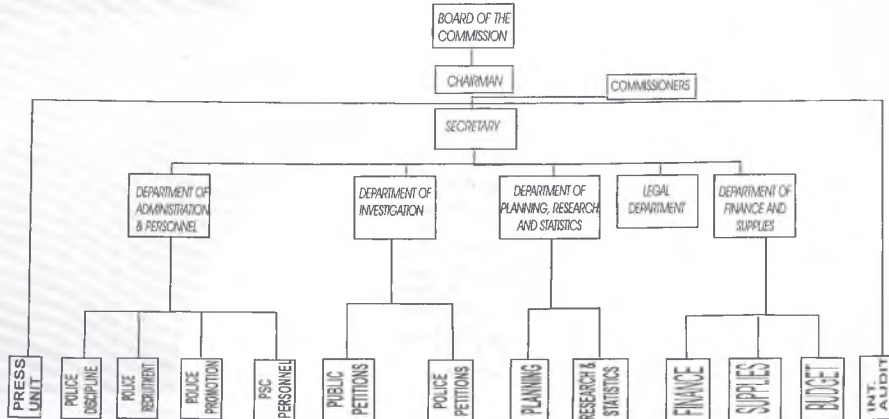 BOARD OF THE
COMMISSION
CHAIRMAN
COMMISSIONERS
SECRETARY
DEPARTMENT OF
ADMINISTRATION
& PERSONNEL
DEPARTMENT OF
INVESTIGATION
DEPARTMENT OF
PLANNING, RESEARCH
AND STATISTICS
LEGAL
DEPARTMENT
DEPARTMENT OF
FINANCE AND
SUPPLIES
PRESS
UNIT
POLICE
DISCIPLINE
POLICE
RECRUITMENT
POLICE
PROMOTION
PSC
PERSONNEL
PUBLIC
PETITIONS
POLICE
PETITIONS
PLANNING
RESEARCH &
STATISTICS
FINANCE
SUPPLIES
BUDGET
INT.
AUDIT